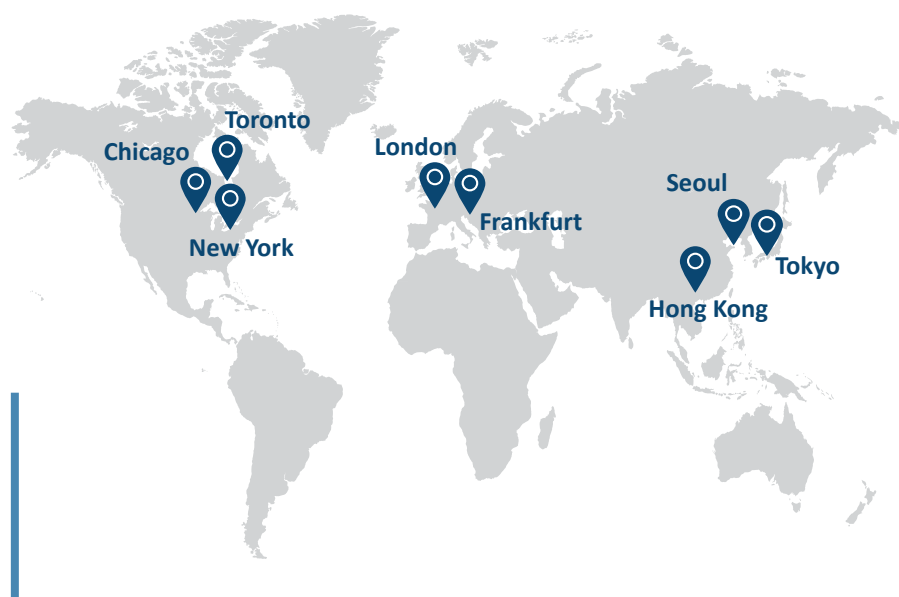 Toronto
Chicago
London
New York
Frankfurt
Seoul
Tokyo
Hong Kong